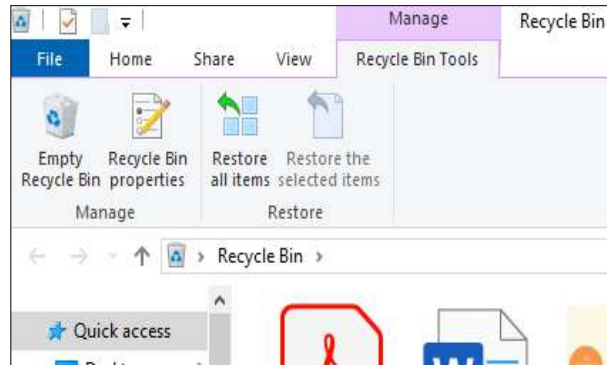 Manage Recycle Bin
File Home Share View Recycle Bin Tools
Empty Recycle Bin Restore Restore the
Recycle Bin properties all items selected items
Manage Restore
Recycle Bin
Quick access
W